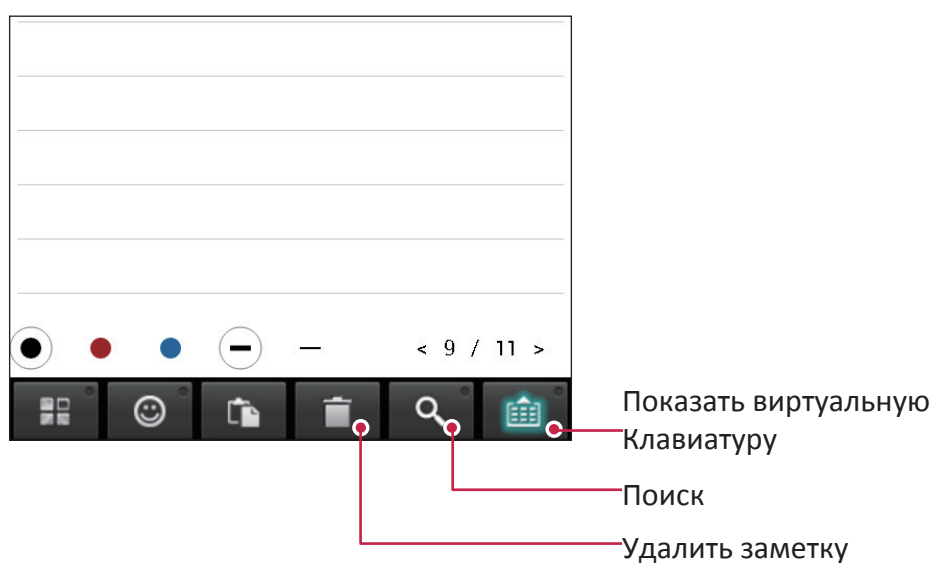 < 9 / 11 >
Показать виртуальную
Клавиатуру
Поиск
Удалить заметку